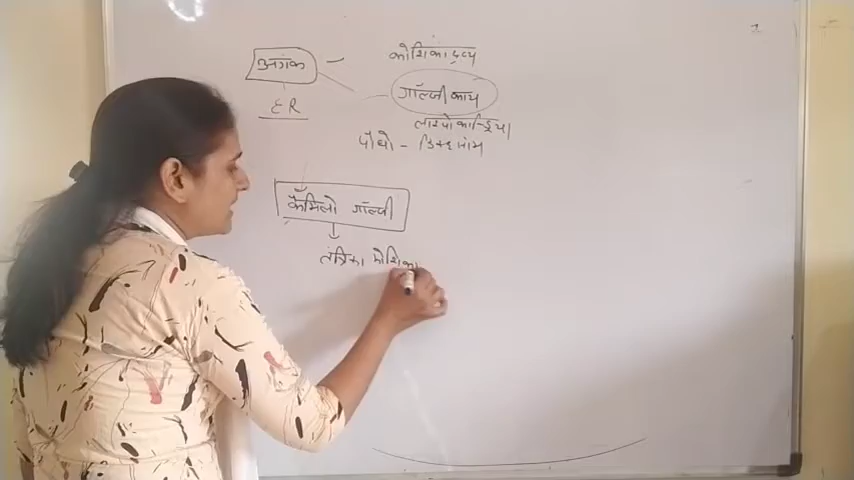 कोशिका द्रव्य
अंगक
गॉल्जी काय
ER
लाइपोकॉन्ड्रिया
पौधो - डिक्टियोसोम
कैमिलो गॉल्जी
तंत्रिका कोशिका